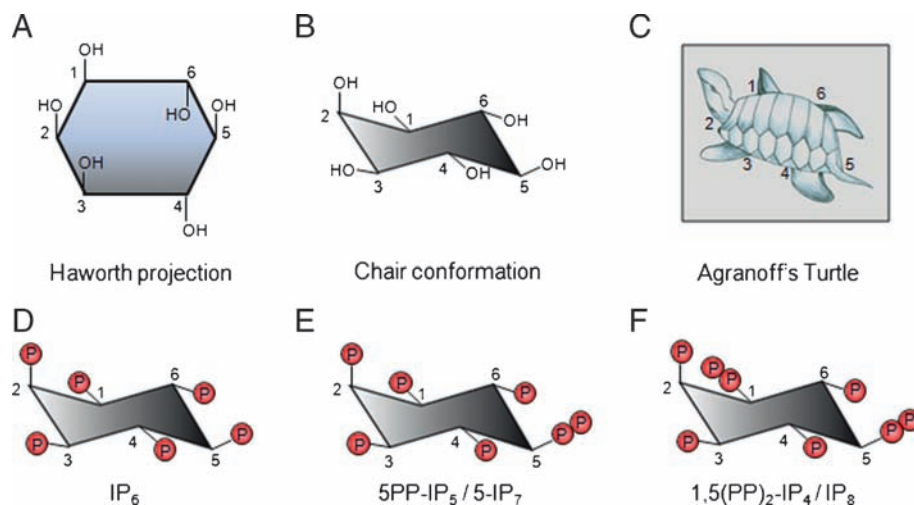 A
OH
1
6
HO
OH
HO
2
5
OH
3
4
OH
Haworth projection
B
OH
HO
6
2
1
OH
HO
4
OH
3
OH
5
Chair conformation
C
1
6
2
3
4
5
Agranoff's Turtle
D
P
P
6
2
1
P
P
4
P
3
P
5
IP6
E
P
P
6
2
1
P
P P
P
4
3
P
5
5PP-IP5 / 5-IP7
F
P
P P
6
2
1
P
P P
P
4
3
P
5
1,5(PP)2-IP4 / IP8